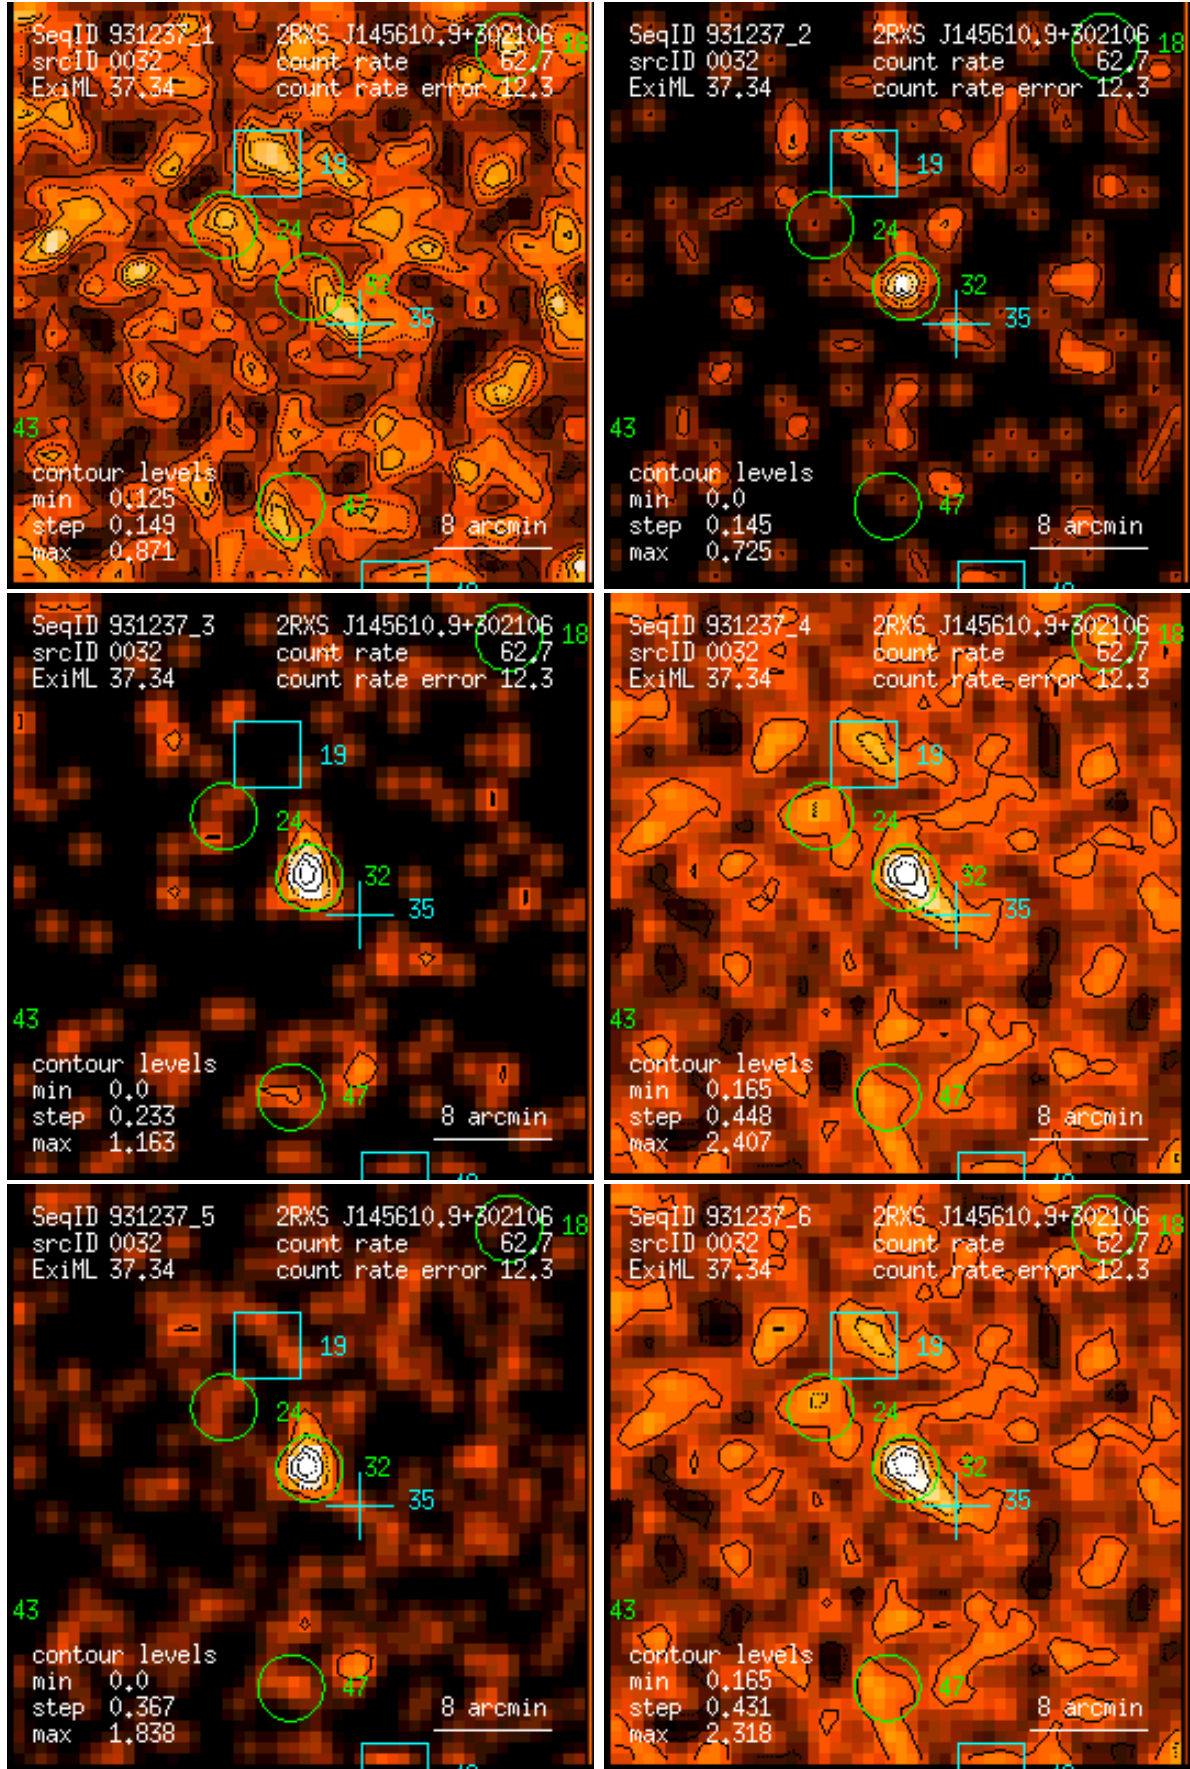 SeqID 931237_1 2RXS J145610.9+302106 18
srcID 0032 count rate 62.7
ExiML 37.34 count rate error 12.3
19
24
32
35
43
contour levels
min 0.125
step 0.149 47 8 arcmin
max 0.871
SeqID 931237_2 2RXS J145610.9+302106 18
srcID 0032 count rate 62.7
ExiML 37.34 count rate error 12.3
19
24
32
35
43
contour levels
min 0.0
step 0.145 47 8 arcmin
max 0.725
SeqID 931237_3 2RXS J145610.9+302106 18
srcID 0032 count rate 62.7
ExiML 37.34 count rate error 12.3
19
24
32
35
43
contour levels
min 0.0
step 0.233 47 8 arcmin
max 1.163
SeqID 931237_4 2RXS J145610.9+302106 18
srcID 0032 count rate 62.7
ExiML 37.34 count rate error 12.3
19
24
32
35
43
contour levels
min 0.165
step 0.448 47 8 arcmin
max 2.407
SeqID 931237_5 2RXS J145610.9+302106 18
srcID 0032 count rate 62.7
ExiML 37.34 count rate error 12.3
19
24
32
35
43
contour levels
min 0.0
step 0.367 47 8 arcmin
max 1.838
SeqID 931237_6 2RXS J145610.9+302106 18
srcID 0032 count rate 62.7
ExiML 37.34 count rate error 12.3
19
24
32
35
43
contour levels
min 0.165
step 0.431 47 8 arcmin
max 2.318